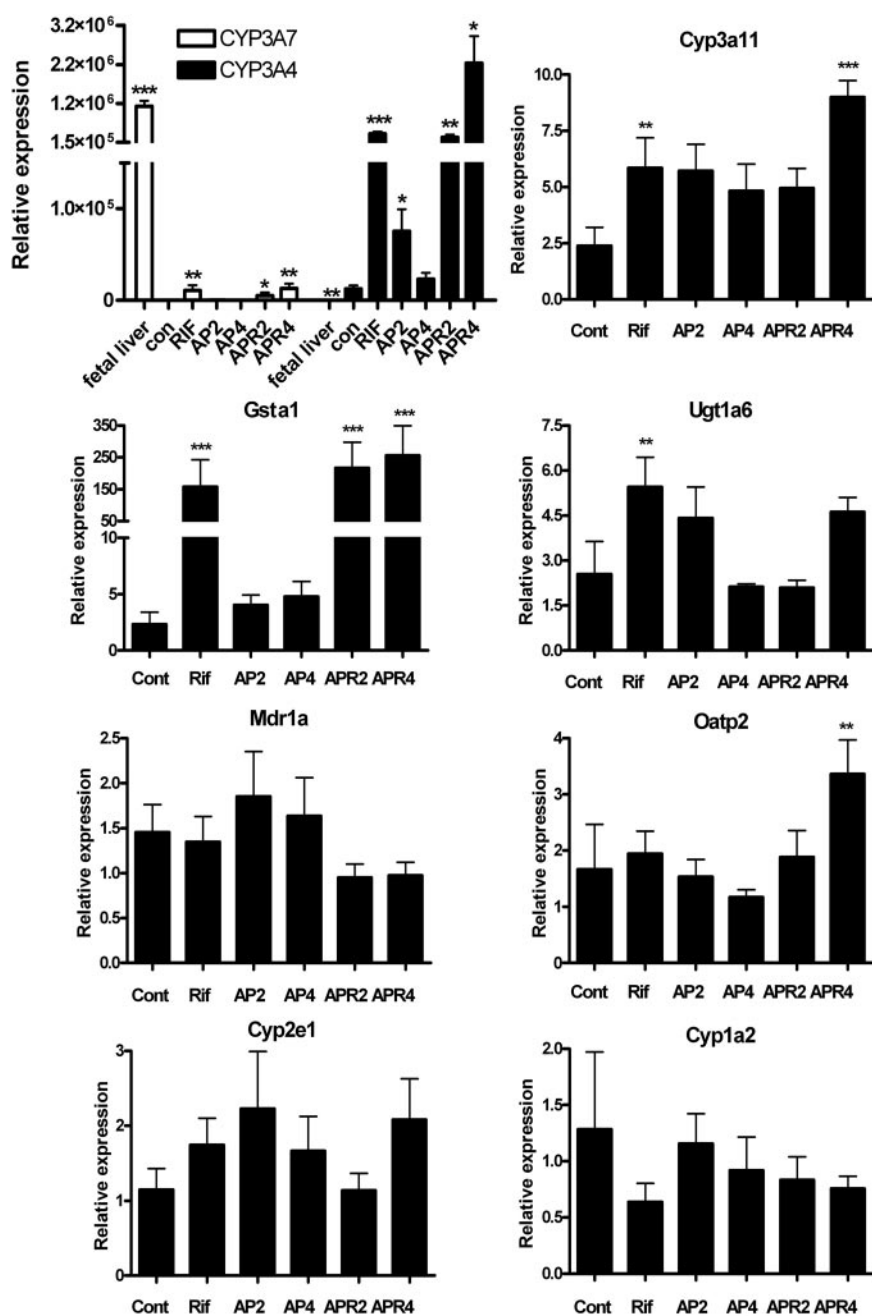 3.2×10⁶
2.2×10⁶
1.2×10⁶
1.5×10⁵
1.0×10⁵
0
Relative expression
CYP3A7
CYP3A4
*** ** * ** ** *** * ** *
fetal liver con RIF AP2 AP4 APR2 APR4 fetal liver con RIF AP2 AP4 APR2 APR4
Cyp3a11
10.0
7.5
5.0
2.5
0.0
Relative expression
** ***
Cont Rif AP2 AP4 APR2 APR4
Gsta1
350
250
150
50
10
5
0
Relative expression
*** *** ***
Cont Rif AP2 AP4 APR2 APR4
Ugt1a6
7.5
6.0
4.5
3.0
1.5
0.0
Relative expression
**
Cont Rif AP2 AP4 APR2 APR4
Mdr1a
2.5
2.0
1.5
1.0
0.5
0.0
Relative expression
Cont Rif AP2 AP4 APR2 APR4
Oatp2
4
3
2
1
0
Relative expression
**
Cont Rif AP2 AP4 APR2 APR4
Cyp2e1
3
2
1
0
Relative expression
Cont Rif AP2 AP4 APR2 APR4
Cyp1a2
2.0
1.5
1.0
0.5
0.0
Relative expression
Cont Rif AP2 AP4 APR2 APR4